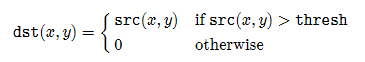 dst(x, y) = { src(x, y) if src(x, y) > thresh
0 otherwise